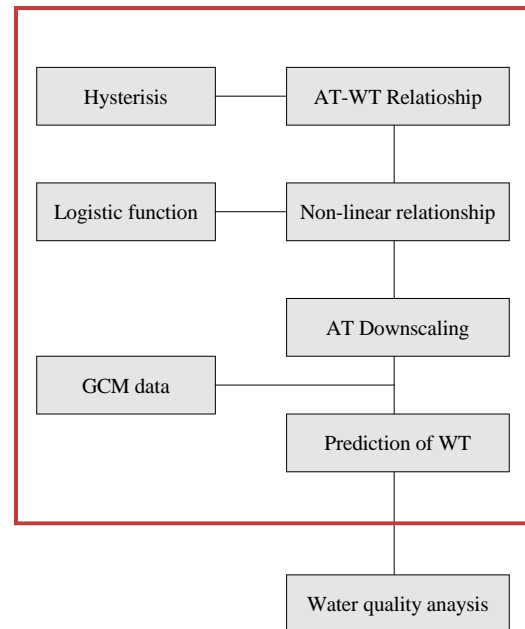 Hysterisis
AT-WT Relatioship
Logistic function
Non-linear relationship
AT Downscaling
GCM data
Prediction of WT
Water quality anaysis